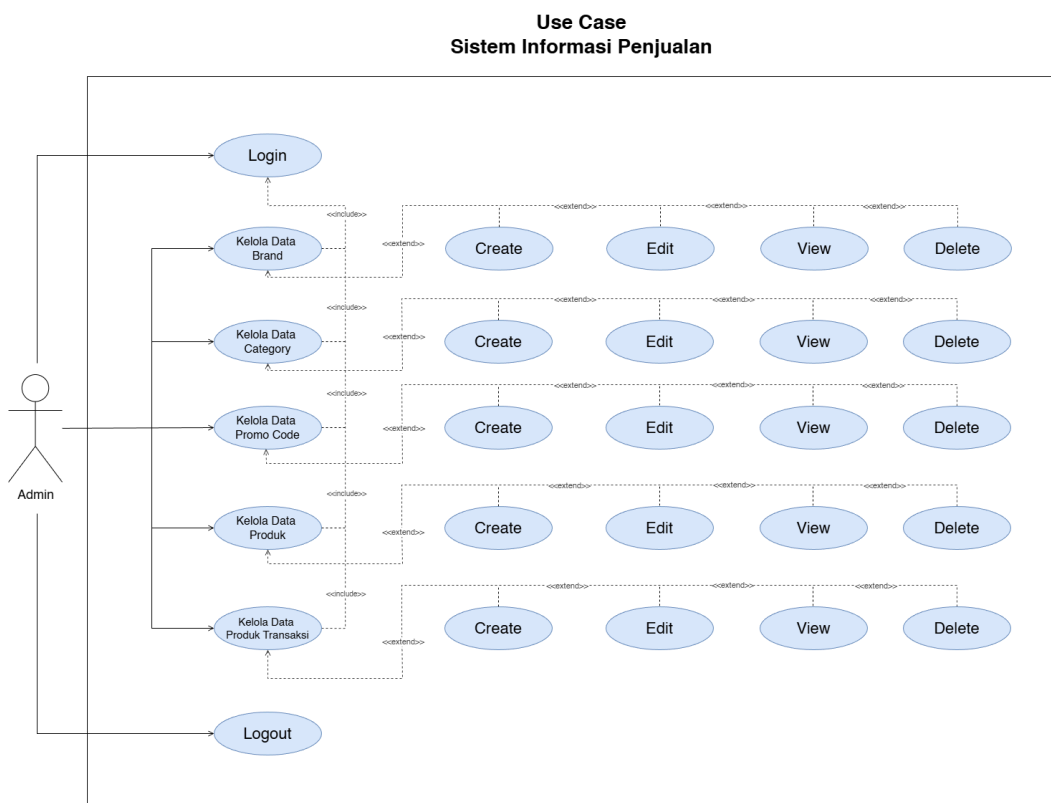 Use Case
Sistem Informasi Penjualan
Login
<<include>>
<<extend>>
<<extend>>
<<extend>>
Kelola Data
Brand
<<extend>>
Create
Edit
View
Delete
<<include>>
<<extend>>
<<extend>>
<<extend>>
Kelola Data
Category
<<extend>>
Create
Edit
View
Delete
<<include>>
<<extend>>
<<extend>>
<<extend>>
Kelola Data
Promo Code
<<extend>>
Create
Edit
View
Delete
Admin
<<include>>
<<extend>>
<<extend>>
<<extend>>
Kelola Data
Produk
<<extend>>
Create
Edit
View
Delete
<<include>>
<<extend>>
<<extend>>
<<extend>>
Kelola Data
Produk Transaksi
<<extend>>
Create
Edit
View
Delete
Logout